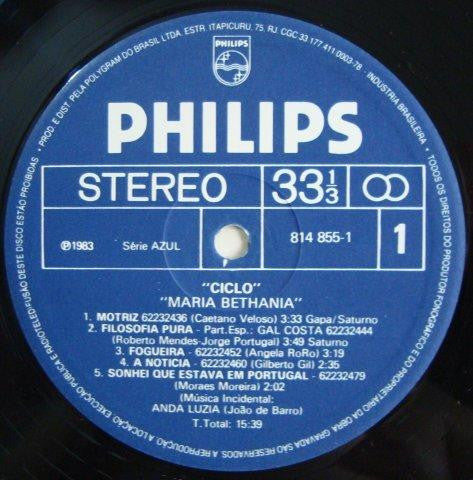 PROD. E DIST. PELA POLYGRAM DO BRASIL LTDA. ESTR. ITAPICURU, 75, RJ CGC 33.177.411.0003-78 · INDÚSTRIA BRASILEIRA ·
TODOS OS DIREITOS DO PRODUTOR FONOGRÁFICO E DO PROPRIETÁRIO DA OBRA GRAVADA SÃO RESERVADOS A REPRODUÇÃO A LOCAÇÃO EXECUÇÃO PÚBLICA E RADIOTELEDIFUSÃO DESTE DISCO ESTÃO PROIBIDAS ·
PHILIPS
PHILIPS
STEREO
33 1/3
℗1983
Série AZUL
814 855-1
1
"CICLO"
"MARIA BETHANIA"
1. MOTRIZ 62232436 (Caetano Veloso) 3:33 Gapa/Saturno
2. FILOSOFIA PURA - Part.Esp.: GAL COSTA 62232444
(Roberto Mendes-Jorge Portugal) 3:49 Saturno
3. FOGUEIRA - 62232452 (Angela RoRo) 3:19
4. A NOTICIA - 62232460 (Gilberto Gil) 2:35
5. SONHEI QUE ESTAVA EM PORTUGAL - 62232479
(Moraes Moreira) 2:02
(Música Incidental:
ANDA LUZIA (João de Barro)
T.Total: 15:39